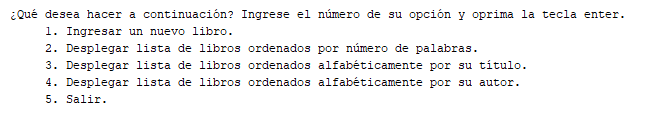 ¿Qué desea hacer a continuación? Ingrese el número de su opción y oprima la tecla enter.
1. Ingresar un nuevo libro.
2. Desplegar lista de libros ordenados por número de palabras.
3. Desplegar lista de libros ordenados alfabéticamente por su título.
4. Desplegar lista de libros ordenados alfabéticamente por su autor.
5. Salir.